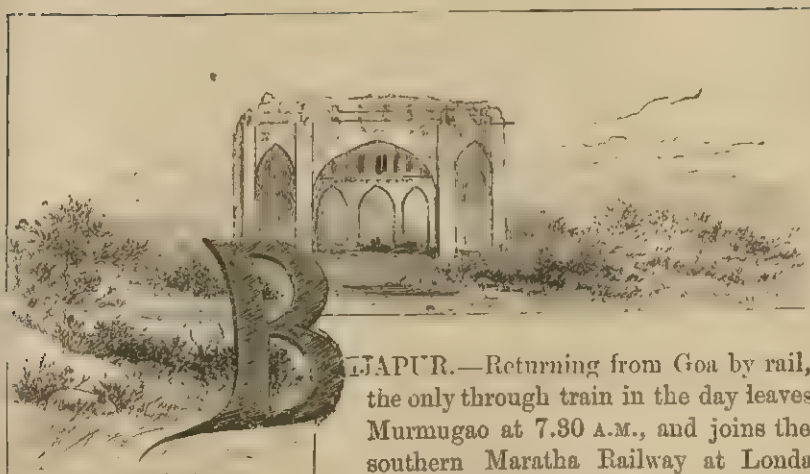 BIJAPUR.—Returning from Goa by rail,
the only through train in the day leaves
Murmugao at 7.30 A.M., and joins the
southern Maratha Railway at Londa